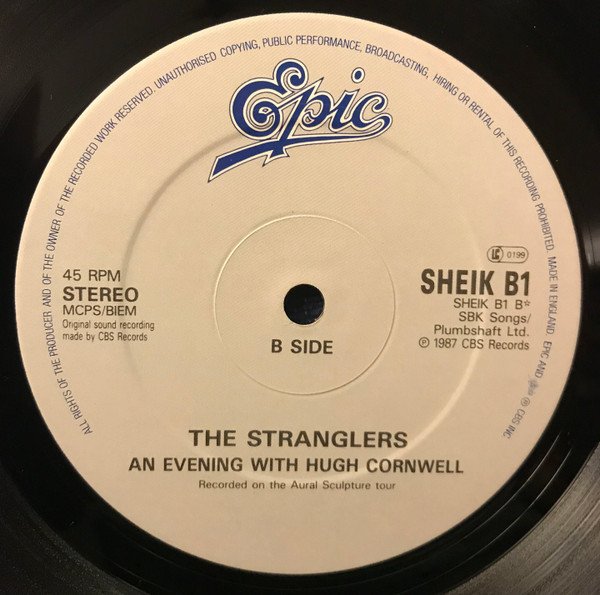 ALL RIGHTS OF THE PRODUCER AND OF THE OWNER OF THE RECORDED WORK RESERVED. UNAUTHORISED COPYING, PUBLIC PERFORMANCE, BROADCASTING, HIRING OR RENTAL OF THIS RECORDING PROHIBITED. MADE IN ENGLAND. EPIC AND ® CBS INC.
Epic
LC 0199
45 RPM
STEREO
MCPS/BIEM
Original sound recording
made by CBS Records
SHEIK B1
SHEIK B1 B☆
SBK Songs/
Plumbshaft Ltd.
℗ 1987 CBS Records
B SIDE
THE STRANGLERS
AN EVENING WITH HUGH CORNWELL
Recorded on the Aural Sculpture tour